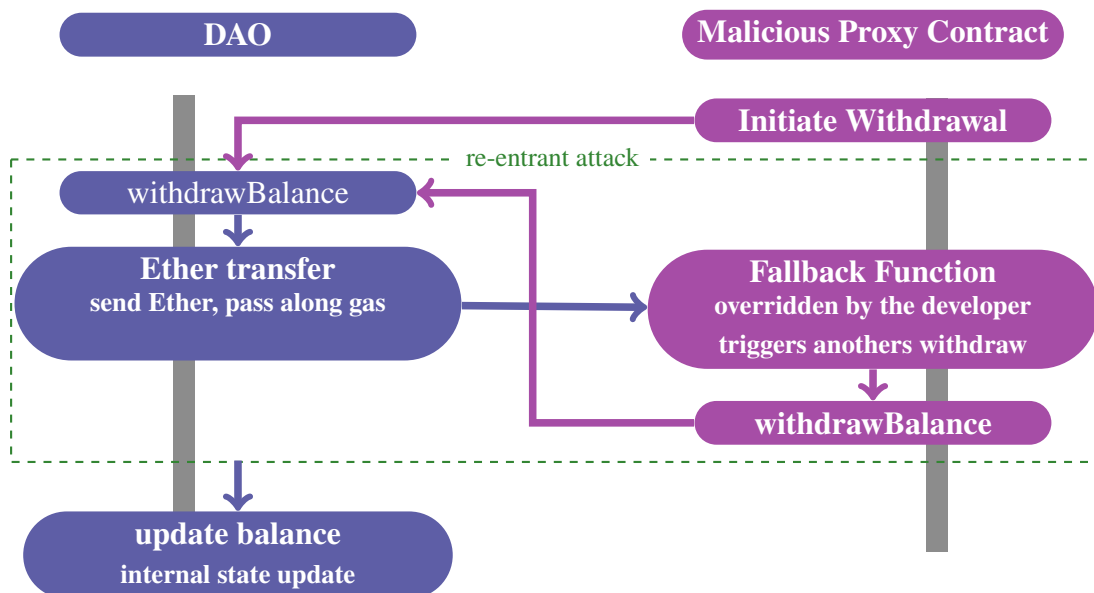 DAO
Malicious Proxy Contract
Initiate Withdrawal
re-entrant attack
withdrawBalance
Ether transfer
send Ether, pass along gas
Fallback Function
overridden by the developer
triggers anothers withdraw
withdrawBalance
update balance
internal state update